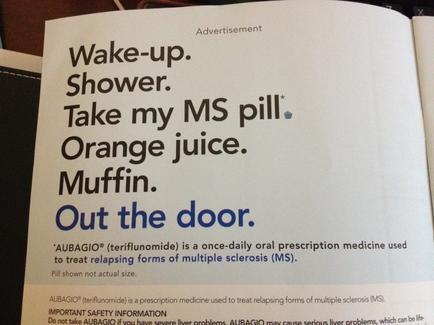 Advertisement
Wake-up.
Shower.
Take my MS pill*.
Orange juice.
Muffin.
Out the door.
*AUBAGIO® (teriflunomide) is a once-daily oral prescription medicine used
to treat relapsing forms of multiple sclerosis (MS).
Pill shown not actual size.
AUBAGIO® (teriflunomide) is a prescription medicine used to treat relapsing forms of multiple sclerosis (MS).
IMPORTANT SAFETY INFORMATION
Do not take AUBAGIO if you have severe liver problems. AUBAGIO may cause serious liver problems, which can be life-